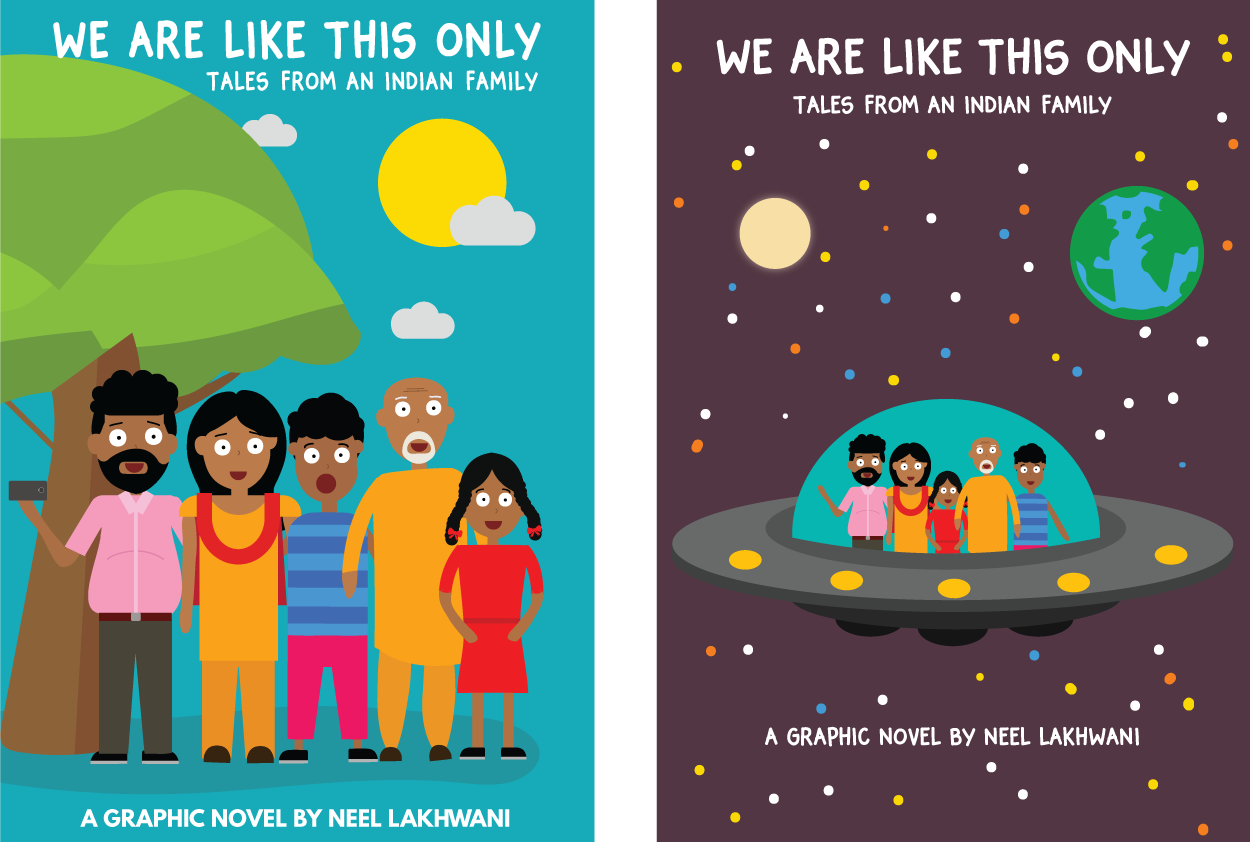 WE ARE LIKE THIS ONLY
TALES FROM AN INDIAN FAMILY
A GRAPHIC NOVEL BY NEEL LAKHWANI
WE ARE LIKE THIS ONLY
TALES FROM AN INDIAN FAMILY
A GRAPHIC NOVEL BY NEEL LAKHWANI